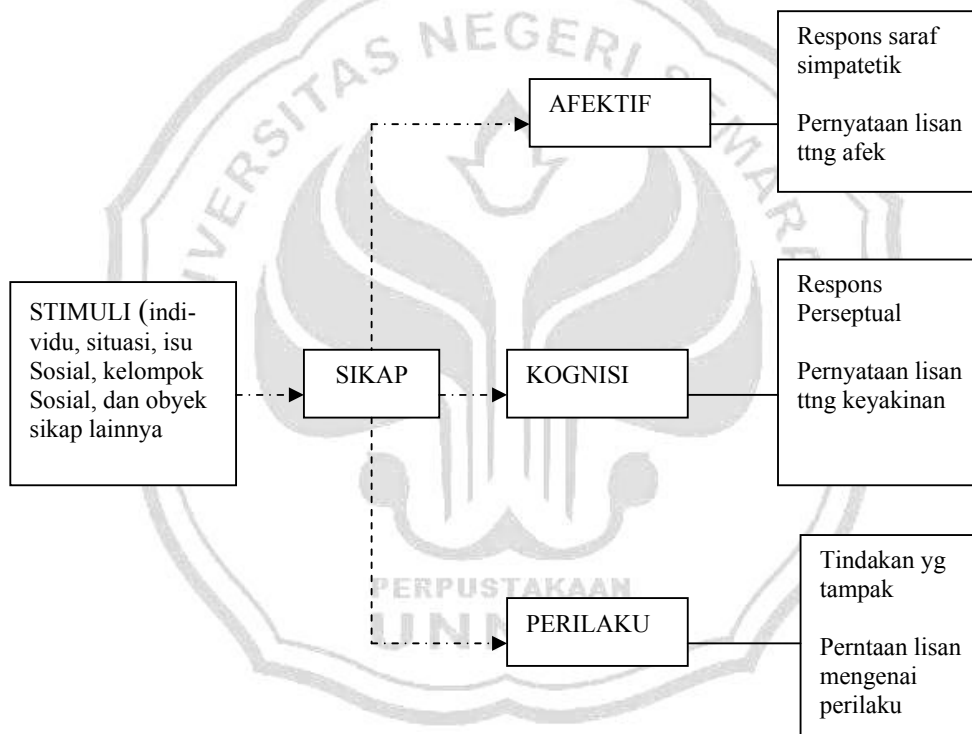 UNIVERSITAS NEGERI SEMARANG
Respons saraf
simpatetik
Pernyataan lisan
ttng afek
AFEKTIF
STIMULI (indi-
vidu, situasi, isu
Sosial, kelompok
Sosial, dan obyek
sikap lainnya
SIKAP
KOGNISI
Respons
Perseptual
Pernyataan lisan
ttng keyakinan
PERPUSTAKAAN
PERILAKU
Tindakan yg
tampak
Perntaan lisan
mengenai
perilaku